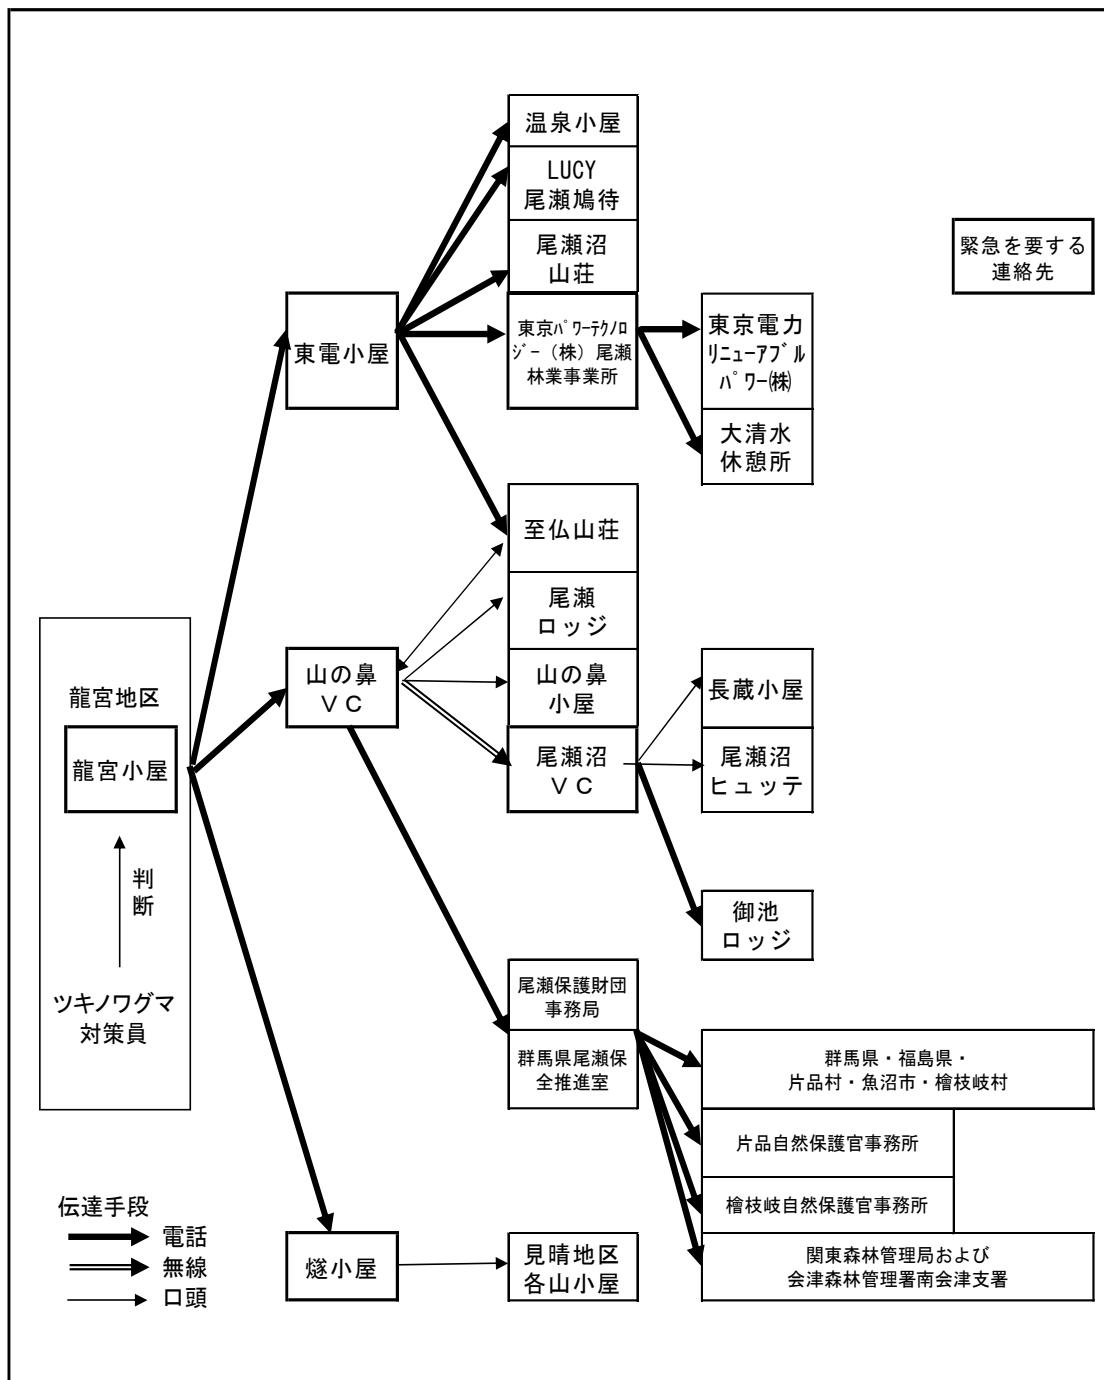 温泉小屋
LUCY
尾瀬鳩待
尾瀬沼
山荘
緊急を要する
連絡先
東電小屋
東京ﾊﾟﾜｰﾃｸﾉﾛ
ｼﾞｰ（株）尾瀬
林業事業所
東京電力
ﾘﾆｭｰｱﾌﾞﾙ
ﾊﾟﾜｰ㈱
大清水
休憩所
至仏山荘
尾瀬
ロッジ
龍宮地区
龍宮小屋
山の鼻
ＶＣ
山の鼻
小屋
長蔵小屋
尾瀬沼
ＶＣ
尾瀬沼
ヒュッテ
判断
ツキノワグマ
対策員
御池
ロッジ
尾瀬保護財団
事務局
群馬県尾瀬保
全推進室
群馬県・福島県・
片品村・魚沼市・檜枝岐村
片品自然保護官事務所
檜枝岐自然保護官事務所
関東森林管理局および
会津森林管理署南会津支署
伝達手段
電話
無線
口頭
燧小屋
見晴地区
各山小屋